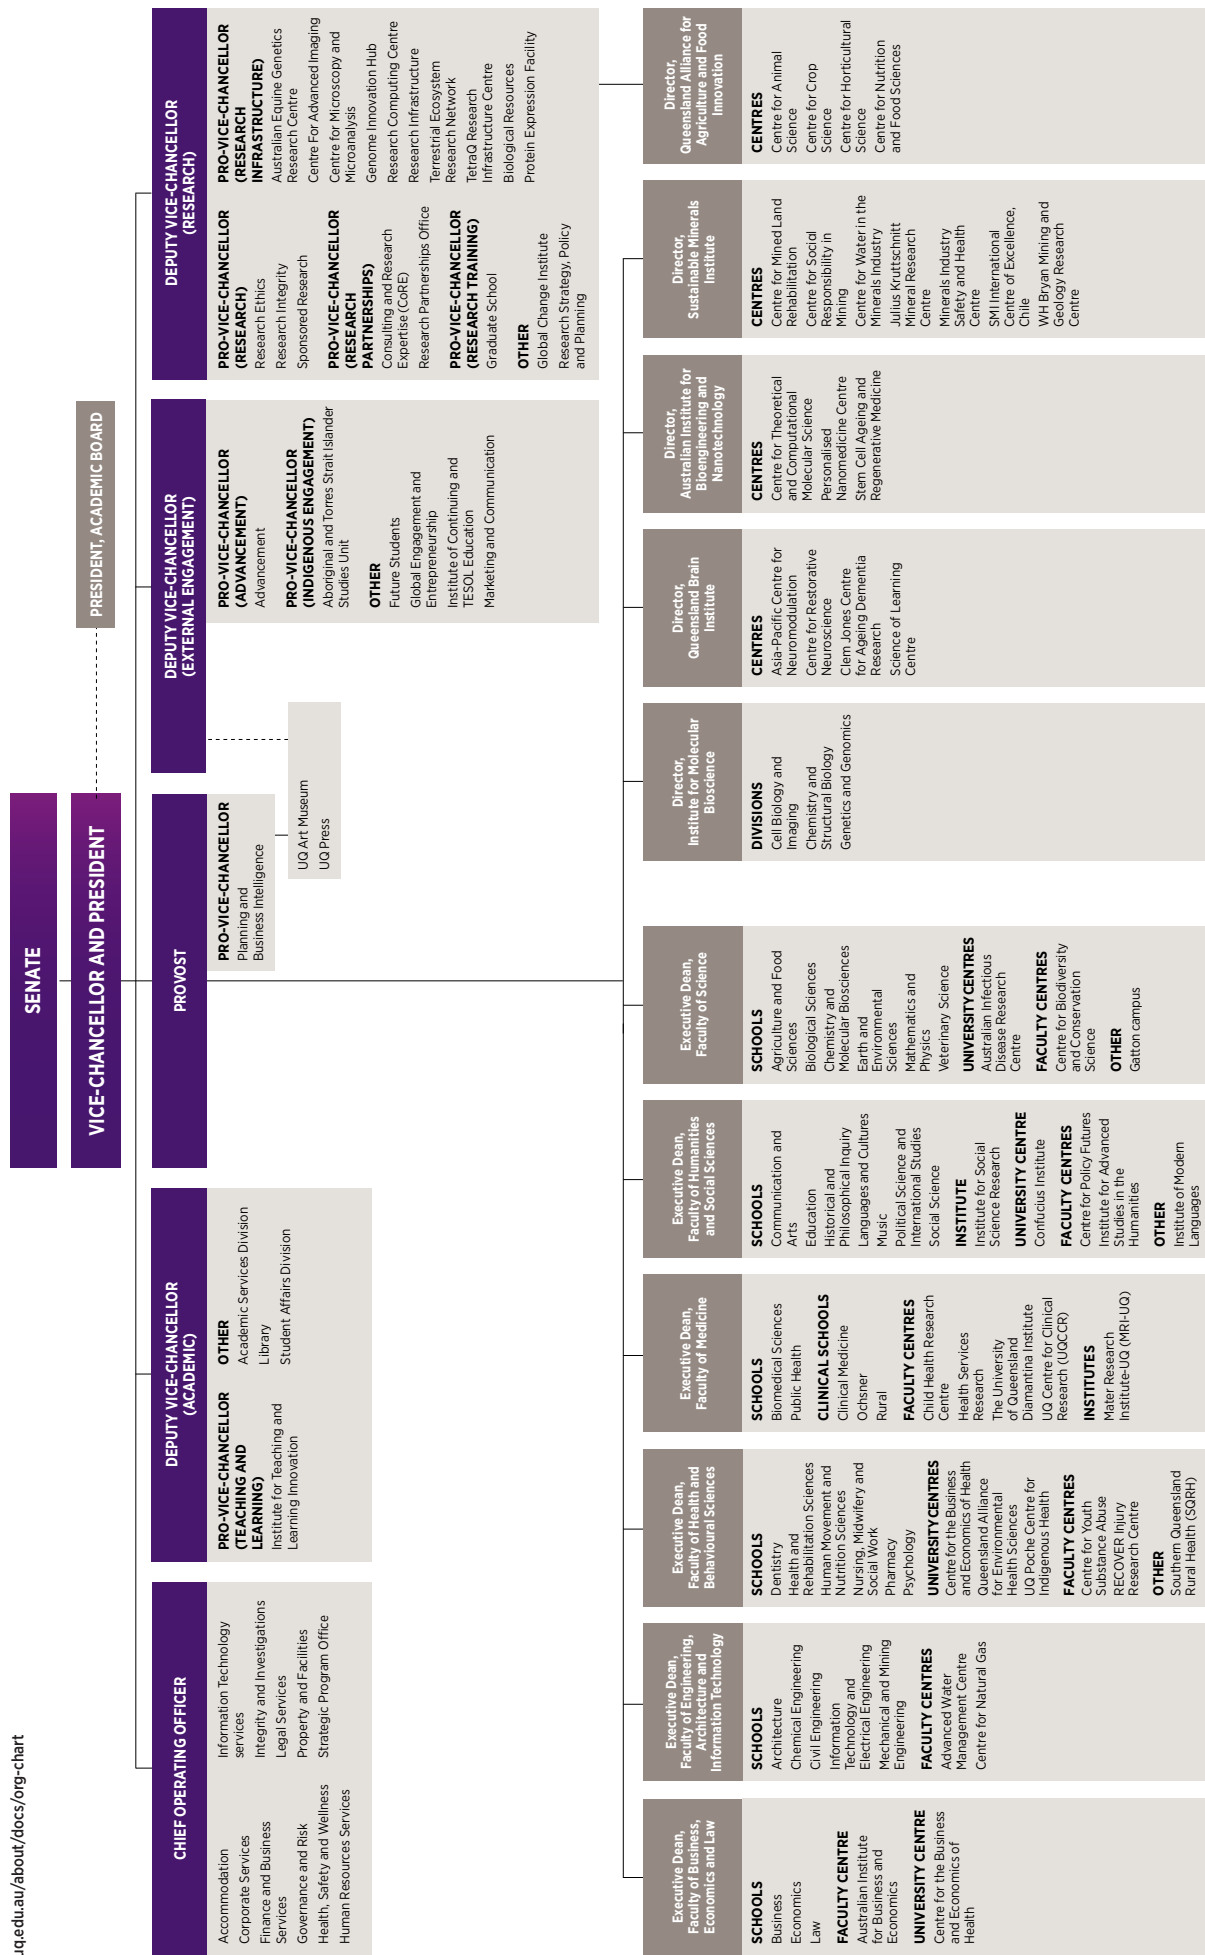 uq.edu.au/about/docs/org-chart
SENATE
VICE-CHANCELLOR AND PRESIDENT
PRESIDENT, ACADEMIC BOARD
CHIEF OPERATING OFFICER
Accommodation
Corporate Services
Finance and Business
Services
Governance and Risk
Health, Safety and Wellness
Human Resources Services
Information Technology
services
Integrity and Investigations
Legal Services
Property and Facilities
Strategic Program Office
DEPUTY VICE-CHANCELLOR
(ACADEMIC)
PRO-VICE-CHANCELLOR
(TEACHING AND
LEARNING)
Institute for Teaching and
Learning Innovation
OTHER
Academic Services Division
Library
Student Affairs Division
PROVOST
PRO-VICE-CHANCELLOR
Planning and
Business Intelligence
UQ Art Museum
UQ Press
DEPUTY VICE-CHANCELLOR
(EXTERNAL ENGAGEMENT)
PRO-VICE-CHANCELLOR
(ADVANCEMENT)
Advancement
PRO-VICE-CHANCELLOR
(INDIGENOUS ENGAGEMENT)
Aboriginal and Torres Strait Islander
Studies Unit
OTHER
Future Students
Global Engagement and
Entrepreneurship
Institute of Continuing and
TESOL Education
Marketing and Communication
DEPUTY VICE-CHANCELLOR
(RESEARCH)
PRO-VICE-CHANCELLOR
(RESEARCH)
Research Ethics
Research Integrity
Sponsored Research
PRO-VICE-CHANCELLOR
(RESEARCH
PARTNERSHIPS)
Consulting and Research
Expertise (CoRE)
Research Partnerships Office
PRO-VICE-CHANCELLOR
(RESEARCH TRAINING)
Graduate School
OTHER
Global Change Institute
Research Strategy, Policy
and Planning
PRO-VICE-CHANCELLOR
(RESEARCH
INFRASTRUCTURE)
Australian Equine Genetics
Research Centre
Centre For Advanced Imaging
Centre for Microscopy and
Microanalysis
Genome Innovation Hub
Research Computing Centre
Research Infrastructure
Terrestrial Ecosystem
Research Network
TetraQ Research
Infrastructure Centre
Biological Resources
Protein Expression Facility
Executive Dean,
Faculty of Business,
Economics and Law
SCHOOLS
Business
Economics
Law
FACULTY CENTRE
Australian Institute
for Business and
Economics
UNIVERSITY CENTRE
Centre for the Business
and Economics of
Health
Executive Dean,
Faculty of Engineering,
Architecture and
Information Technology
SCHOOLS
Architecture
Chemical Engineering
Civil Engineering
Information
Technology and
Electrical Engineering
Mechanical and Mining
Engineering
FACULTY CENTRES
Advanced Water
Management Centre
Centre for Natural Gas
Executive Dean,
Faculty of Health and
Behavioural Sciences
SCHOOLS
Dentistry
Health and
Rehabilitation Sciences
Human Movement and
Nutrition Sciences
Nursing, Midwifery and
Social Work
Pharmacy
Psychology
UNIVERSITY CENTRES
Centre for the Business
and Economics of Health
Queensland Alliance
for Environmental
Health Sciences
UQ Poche Centre for
Indigenous Health
FACULTY CENTRES
Centre for Youth
Substance Abuse
RECOVER Injury
Research Centre
OTHER
Southern Queensland
Rural Health (SQRH)
Executive Dean,
Faculty of Medicine
SCHOOLS
Biomedical Sciences
Public Health
CLINICAL SCHOOLS
Clinical Medicine
Ochsner
Rural
FACULTY CENTRES
Child Health Research
Centre
Health Services
Research
The University
of Queensland
Diamantina Institute
UQ Centre for Clinical
Research (UQCCR)
INSTITUTES
Mater Research
Institute-UQ (MRI-UQ)
Executive Dean,
Faculty of Humanities
and Social Sciences
SCHOOLS
Communication and
Arts
Education
Historical and
Philosophical Inquiry
Languages and Cultures
Music
Political Science and
International Studies
Social Science
INSTITUTE
Institute for Social
Science Research
UNIVERSITY CENTRE
Confucius Institute
FACULTY CENTRES
Centre for Policy Futures
Institute for Advanced
Studies in the
Humanities
OTHER
Institute of Modern
Languages
Executive Dean,
Faculty of Science
SCHOOLS
Agriculture and Food
Sciences
Biological Sciences
Chemistry and
Molecular Biosciences
Earth and
Environmental
Sciences
Mathematics and
Physics
Veterinary Science
UNIVERSITY CENTRES
Australian Infectious
Disease Research
Centre
FACULTY CENTRES
Centre for Biodiversity
and Conservation
Science
OTHER
Gatton campus
Director,
Institute for Molecular
Bioscience
DIVISIONS
Cell Biology and
Imaging
Chemistry and
Structural Biology
Genetics and Genomics
Director,
Queensland Brain
Institute
CENTRES
Asia-Pacific Centre for
Neuromodulation
Centre for Restorative
Neuroscience
Clem Jones Centre
for Ageing Dementia
Research
Science of Learning
Centre
Director,
Australian Institute for
Bioengineering and
Nanotechnology
CENTRES
Centre for Theoretical
and Computational
Molecular Science
Personalised
Nanomedicine Centre
Stem Cell Ageing and
Regenerative Medicine
Director,
Sustainable Minerals
Institute
CENTRES
Centre for Mined Land
Rehabilitation
Centre for Social
Responsibility in
Mining
Centre for Water in the
Minerals Industry
Julius Kruttschnitt
Mineral Research
Centre
Minerals Industry
Safety and Health
Centre
SMI International
Centre of Excellence,
Chile
WH Bryan Mining and
Geology Research
Centre
Director,
Queensland Alliance for
Agriculture and Food
Innovation
CENTRES
Centre for Animal
Science
Centre for Crop
Science
Centre for Horticultural
Science
Centre for Nutrition
and Food Sciences